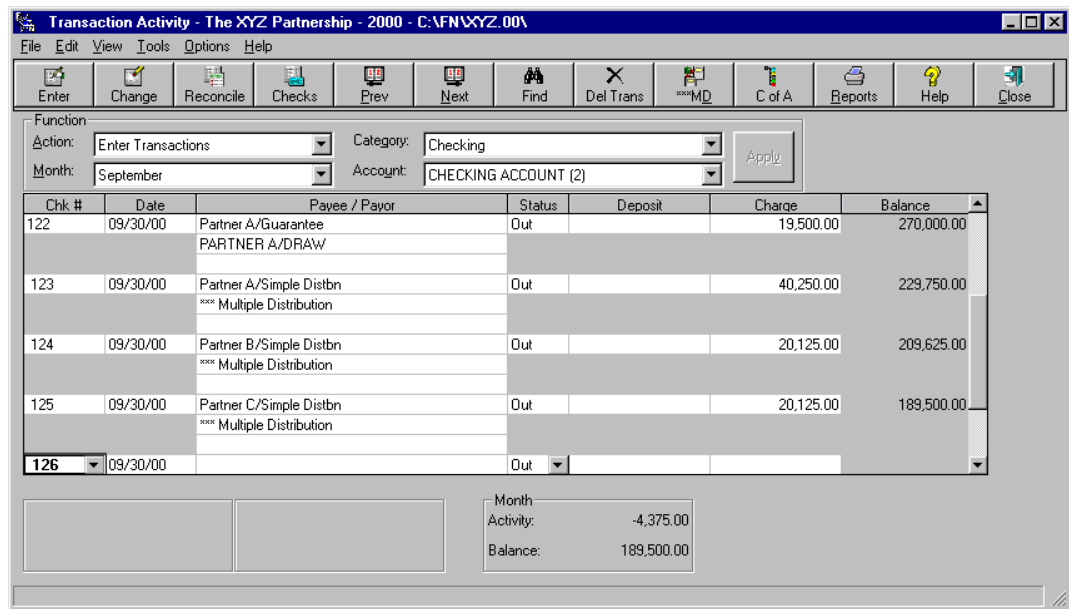 Transaction Activity - The XYZ Partnership - 2000 - C:\FN\XYZ.00\
File Edit View Tools Options Help
Enter Change Reconcile Checks Prev Next Find Del Trans ***MD C of A Reports Help Close
Function
Action: Enter Transactions Category: Checking Apply
Month: September Account: CHECKING ACCOUNT (2)
Chk # Date Payee / Payor Status Deposit Charge Balance
122 09/30/00 Partner A/Guarantee Out 19,500.00 270,000.00
PARTNER A/DRAW
123 09/30/00 Partner A/Simple Distbn Out 40,250.00 229,750.00
*** Multiple Distribution
124 09/30/00 Partner B/Simple Distbn Out 20,125.00 209,625.00
*** Multiple Distribution
125 09/30/00 Partner C/Simple Distbn Out 20,125.00 189,500.00
*** Multiple Distribution
126 09/30/00 Out
Month
Activity: -4,375.00
Balance: 189,500.00